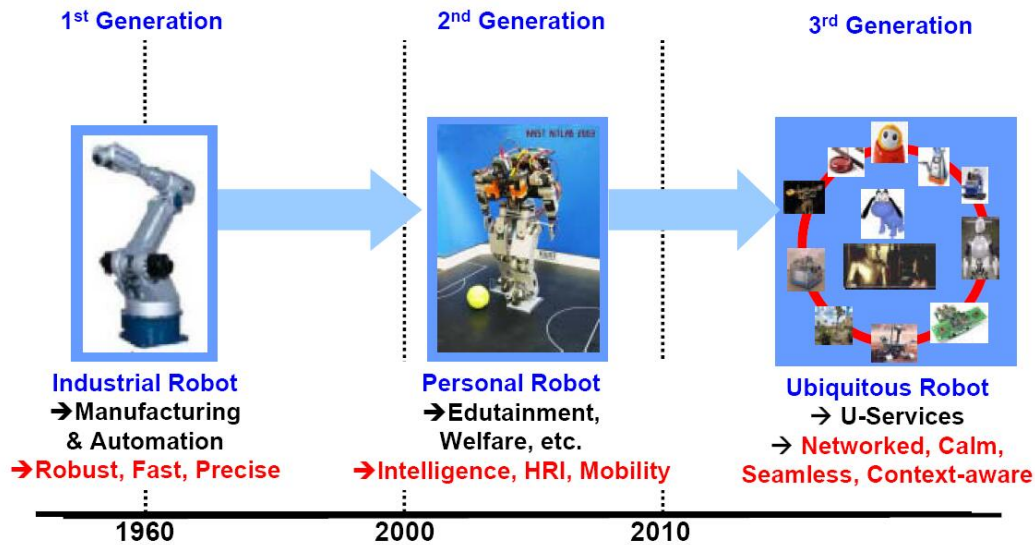 1st Generation
2nd Generation
3rd Generation
Industrial Robot
→Manufacturing
& Automation
→Robust, Fast, Precise
Personal Robot
→Edutainment,
Welfare, etc.
→Intelligence, HRI, Mobility
Ubiquitous Robot
→ U-Services
→ Networked, Calm,
Seamless, Context-aware
1960
2000
2010